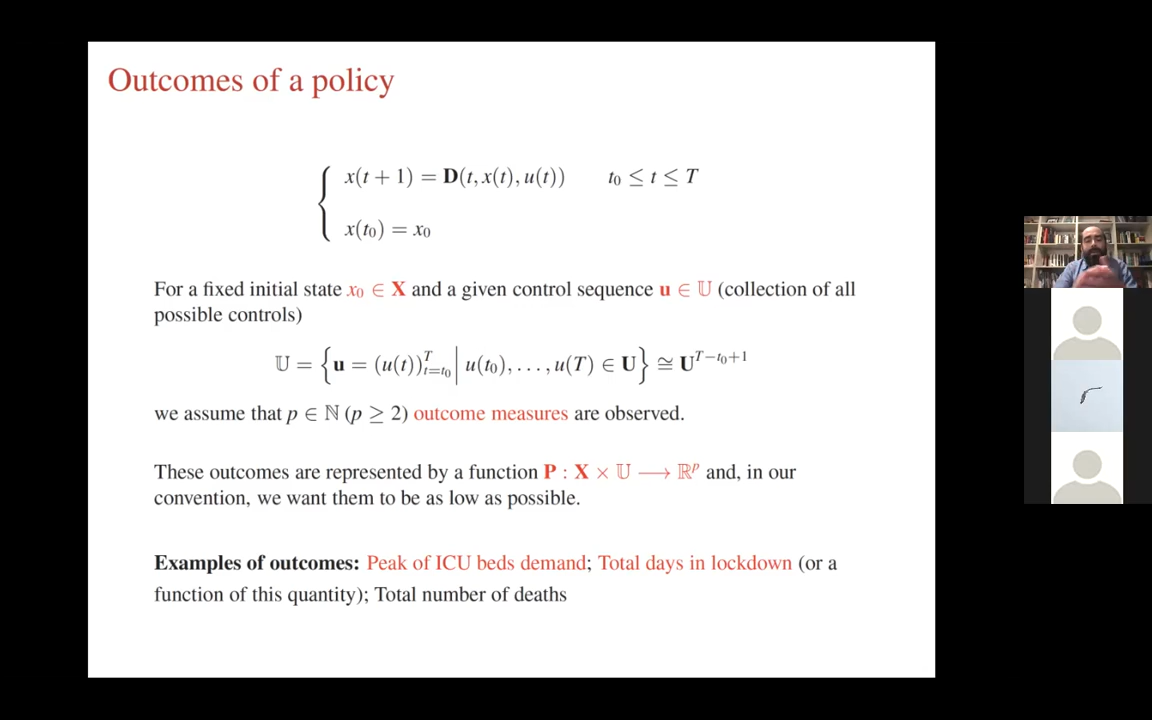 Outcomes of a policy
x(t + 1) = D(t, x(t), u(t)) t₀ ≤ t ≤ T
x(t₀) = x₀
For a fixed initial state x₀ ∈ X and a given control sequence u ∈ 𝕌 (collection of all
possible controls)
𝕌 = {u = (u(t))ᵀₜ₌ₜ₀ | u(t₀), . . . , u(T) ∈ U} ≅ U^{T−t₀+1}
we assume that p ∈ ℕ (p ≥ 2) outcome measures are observed.
These outcomes are represented by a function P : X × 𝕌 ⟶ ℝᵖ and, in our
convention, we want them to be as low as possible.
Examples of outcomes: Peak of ICU beds demand; Total days in lockdown (or a
function of this quantity); Total number of deaths